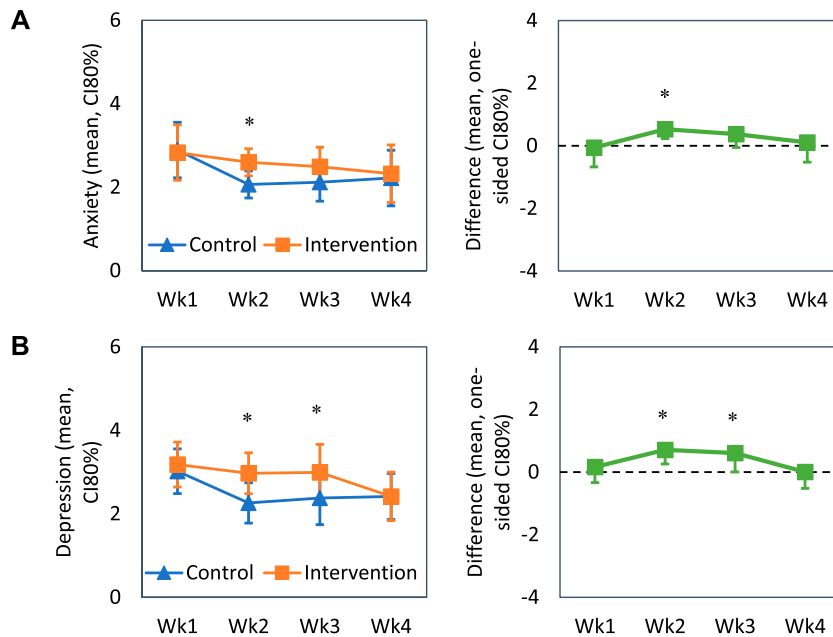 A
Anxiety (mean, CI80%)
6
4
2
0
*
Control
Intervention
Wk1 Wk2 Wk3 Wk4
Difference (mean, one-
sided CI80%)
4
2
0
-2
-4
*
Wk1 Wk2 Wk3 Wk4
B
Depression (mean,
CI80%)
6
4
2
0
* *
Control
Intervention
Wk1 Wk2 Wk3 Wk4
Difference (mean, one-
sided CI80%)
4
2
0
-2
-4
* *
Wk1 Wk2 Wk3 Wk4